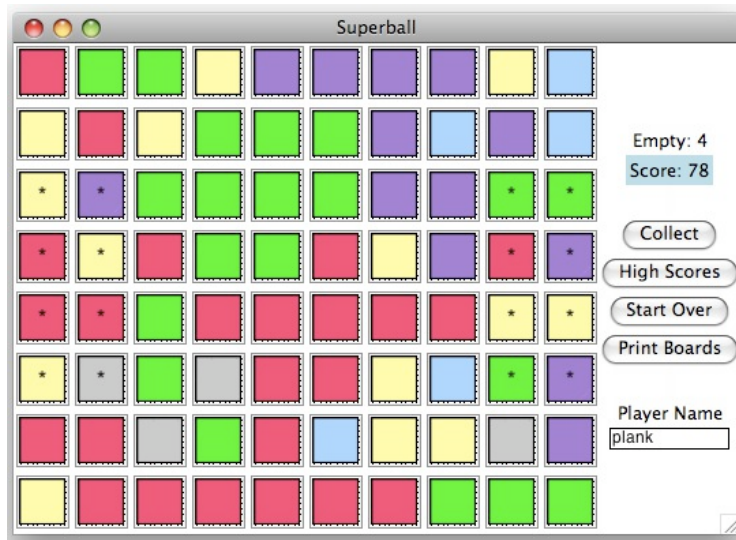 Superball
Empty: 4
Score: 78
* * * *
Collect
* * * *
High Scores
* * * *
Start Over
Print Boards
* * * *
Player Name
plank